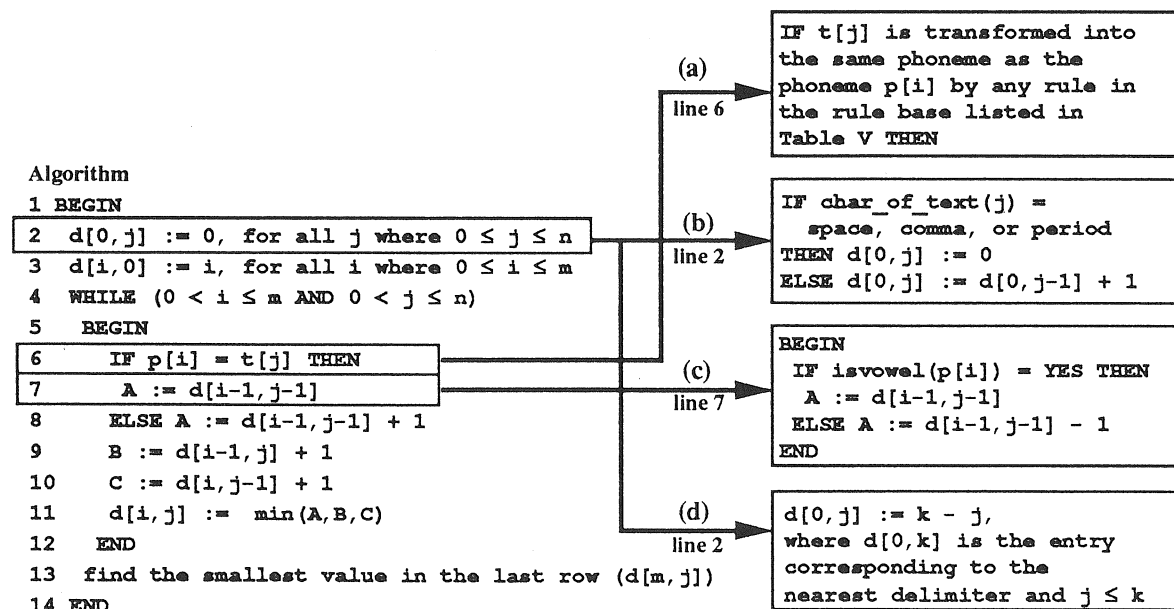 Algorithm
1 BEGIN
2 d[0,j] := 0, for all j where 0 ≤ j ≤ n
3 d[i,0] := i, for all i where 0 ≤ i ≤ m
4 WHILE (0 < i ≤ m AND 0 < j ≤ n)
5 BEGIN
6 IF p[i] = t[j] THEN
7 A := d[i-1,j-1]
8 ELSE A := d[i-1,j-1] + 1
9 B := d[i-1,j] + 1
10 C := d[i,j-1] + 1
11 d[i,j] := min(A,B,C)
12 END
13 find the smallest value in the last row (d[m,j])
14 END
(a)
line 6
IF t[j] is transformed into
the same phoneme as the
phoneme p[i] by any rule in
the rule base listed in
Table V THEN
(b)
line 2
IF char_of_text(j) =
space, comma, or period
THEN d[0,j] := 0
ELSE d[0,j] := d[0,j-1] + 1
(c)
line 7
BEGIN
IF isvowel(p[i]) = YES THEN
A := d[i-1,j-1]
ELSE A := d[i-1,j-1] - 1
END
(d)
line 2
d[0,j] := k - j,
where d[0,k] is the entry
corresponding to the
nearest delimiter and j ≤ k